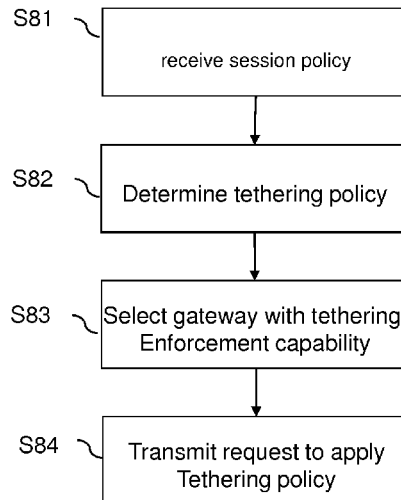 S81
receive session policy
S82
Determine tethering policy
S83
Select gateway with tethering
Enforcement capability
S84
Transmit request to apply
Tethering policy